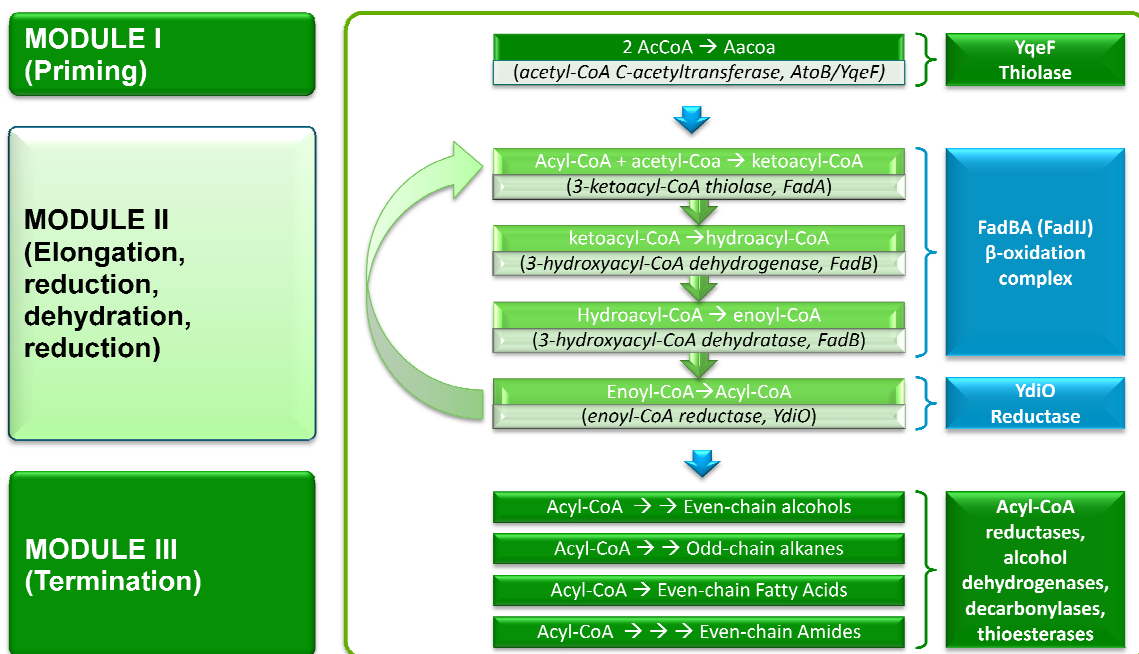 MODULE I
(Priming)
2 AcCoA → Aacoa
(acetyl-CoA C-acetyltransferase, AtoB/YqeF)
YqeF
Thiolase
MODULE II
(Elongation,
reduction,
dehydration,
reduction)
Acyl-CoA + acetyl-Coa → ketoacyl-CoA
(3-ketoacyl-CoA thiolase, FadA)
ketoacyl-CoA →hydroacyl-CoA
(3-hydroxyacyl-CoA dehydrogenase, FadB)
Hydroacyl-CoA → enoyl-CoA
(3-hydroxyacyl-CoA dehydratase, FadB)
FadBA (FadIJ)
β-oxidation
complex
Enoyl-CoA→Acyl-CoA
(enoyl-CoA reductase, YdiO)
YdiO
Reductase
MODULE III
(Termination)
Acyl-CoA → → Even-chain alcohols
Acyl-CoA → → Odd-chain alkanes
Acyl-CoA → Even-chain Fatty Acids
Acyl-CoA → → → Even-chain Amides
Acyl-CoA
reductases,
alcohol
dehydrogenases,
decarbonylases,
thioesterases